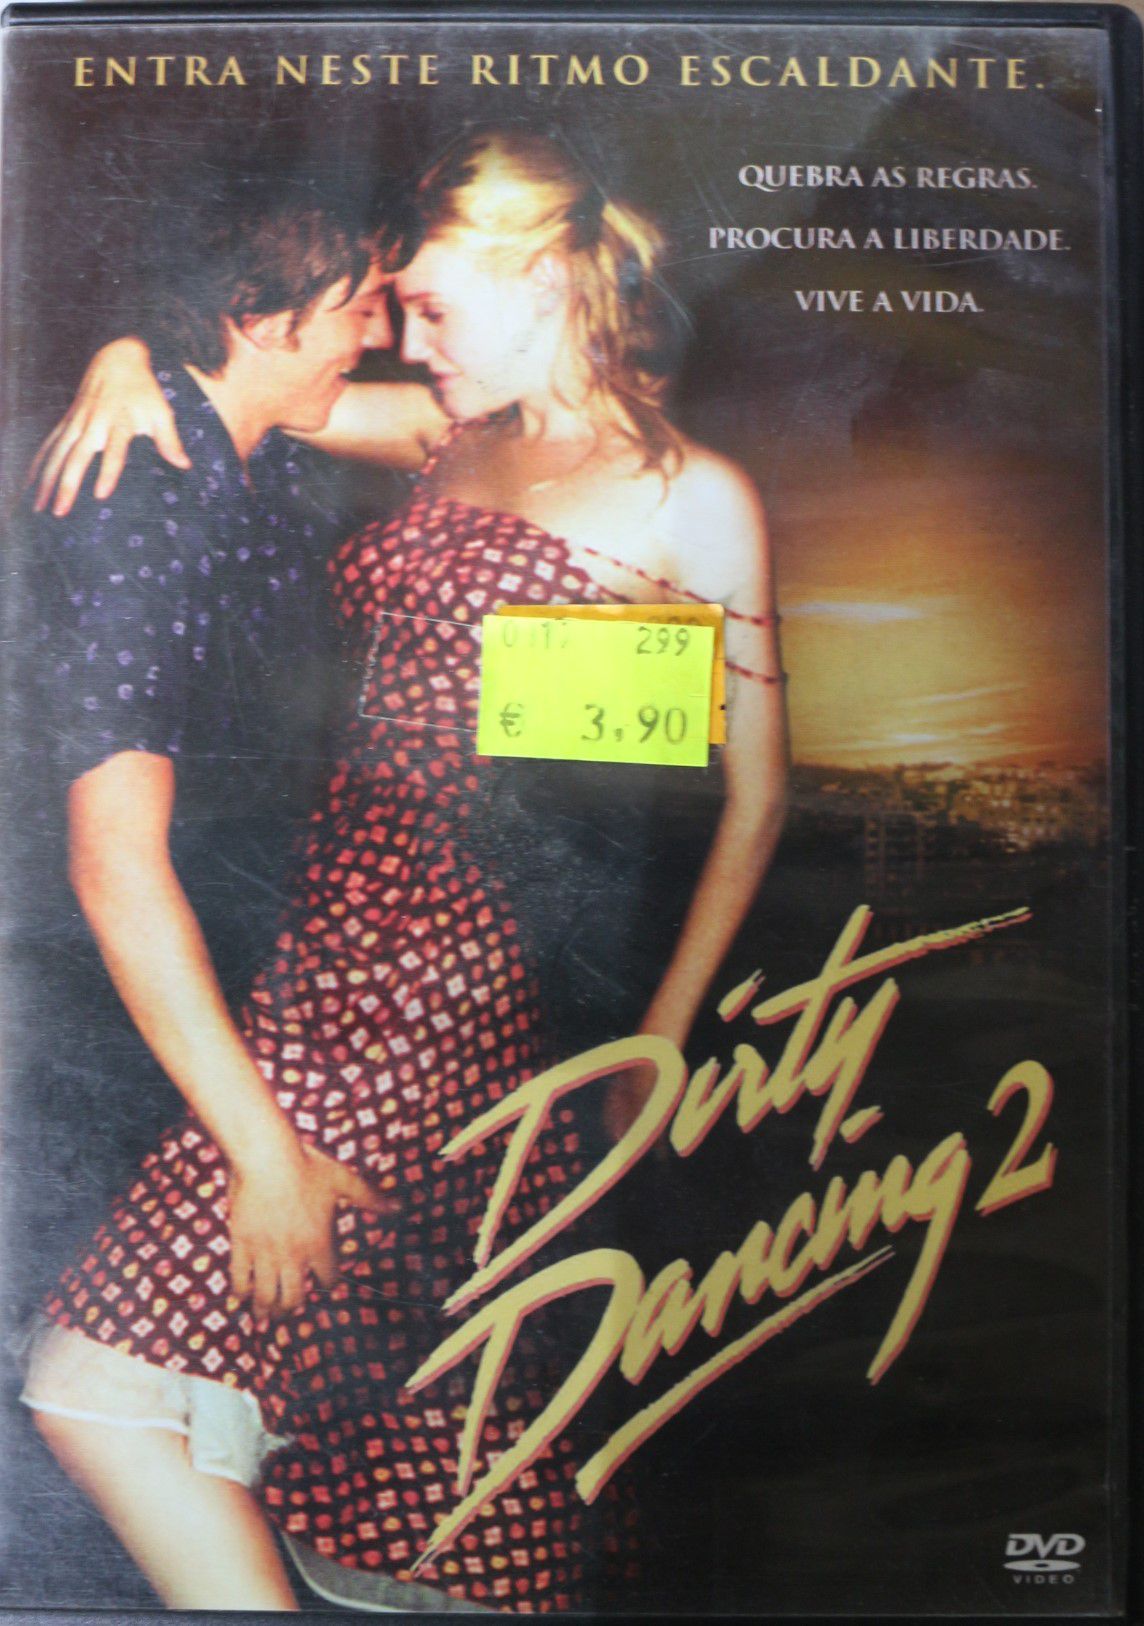 ENTRA NESTE RITMO ESCALDANTE.
QUEBRA AS REGRAS.
PROCURA A LIBERDADE.
VIVE A VIDA.
299
€ 3.90
Dirty
Dancing 2
DVD
VIDEO